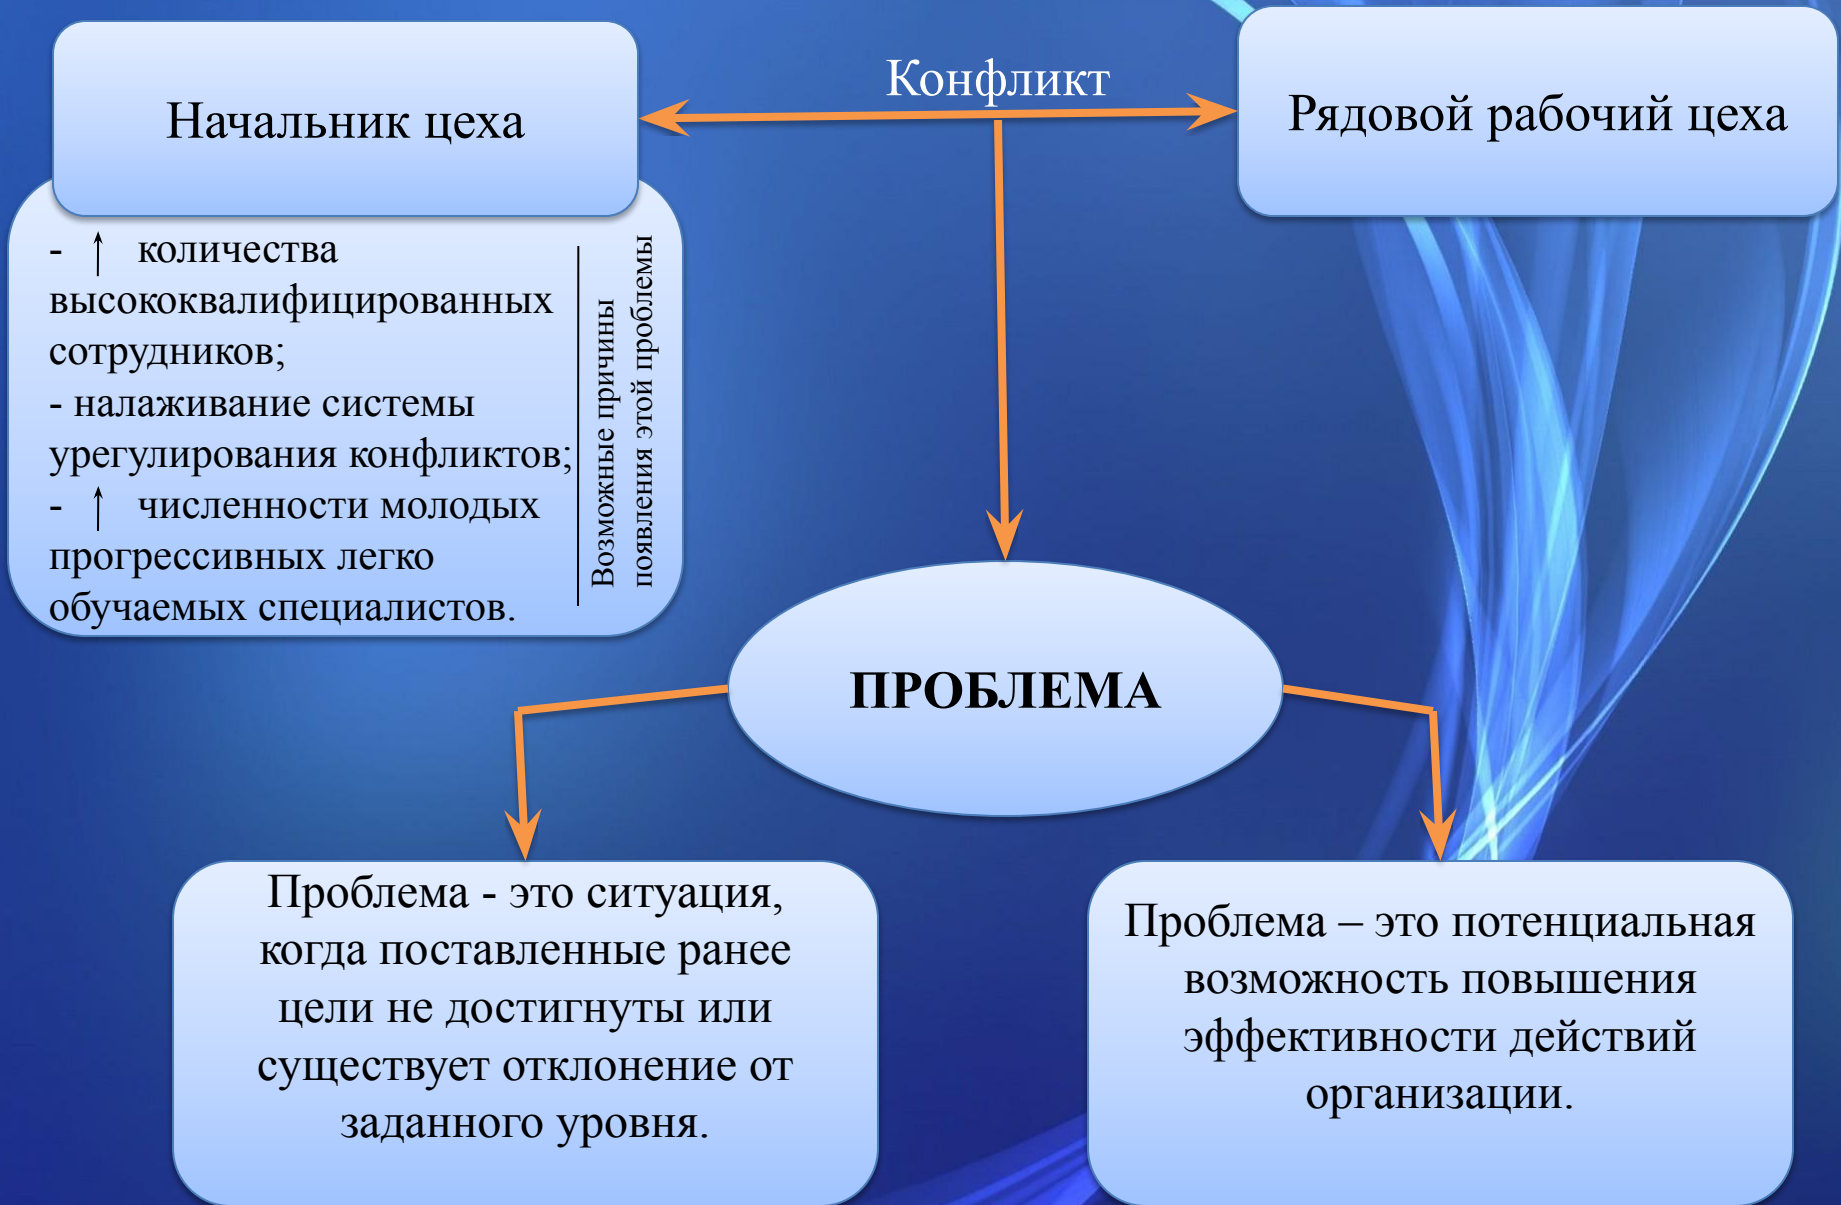 Начальник цеха
Конфликт
Рядовой рабочий цеха
- ↑ количества
высококвалифицированных
сотрудников;
- налаживание системы
урегулирования конфликтов;
- ↑ численности молодых
прогрессивных легко
обучаемых специалистов.
Возможные причины
появления этой проблемы
ПРОБЛЕМА
Проблема - это ситуация,
когда поставленные ранее
цели не достигнуты или
существует отклонение от
заданного уровня.
Проблема – это потенциальная
возможность повышения
эффективности действий
организации.